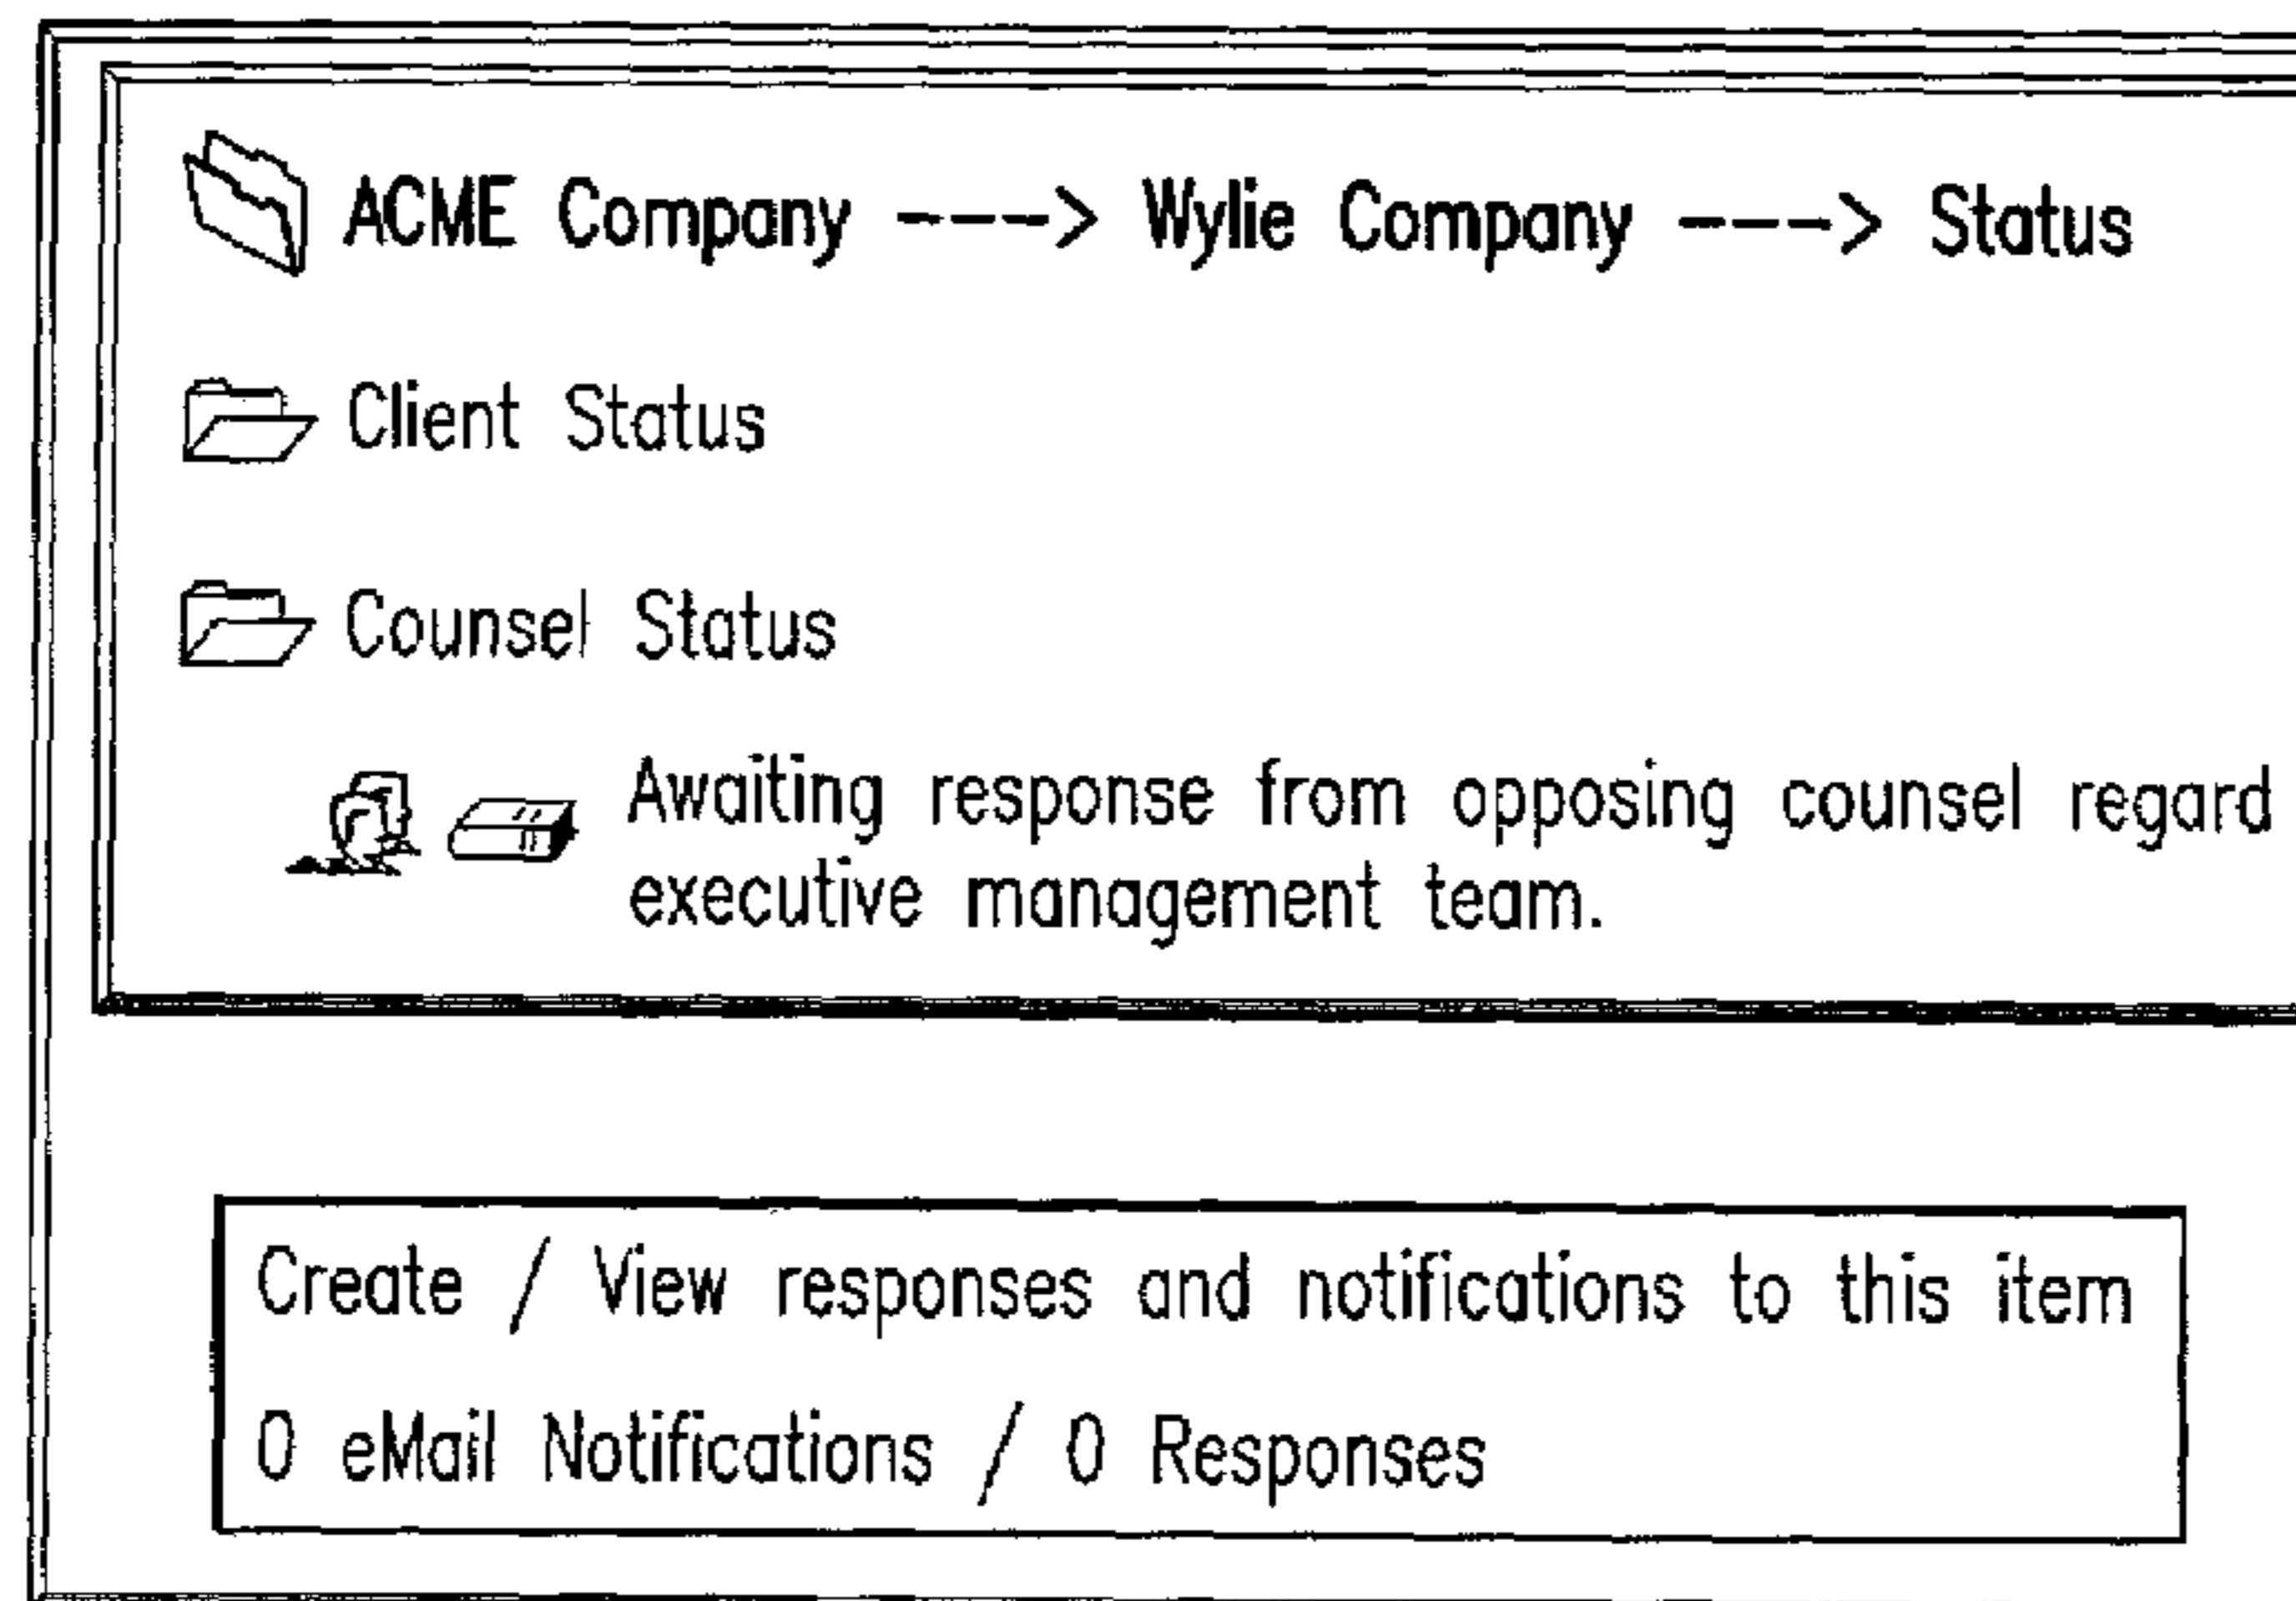 ACME Company ---> Wylie Company ---> Status
Client Status
Counsel Status
Awaiting response from opposing counsel regard
executive management team.
Create / View responses and notifications to this item
0 eMail Notifications / 0 Responses